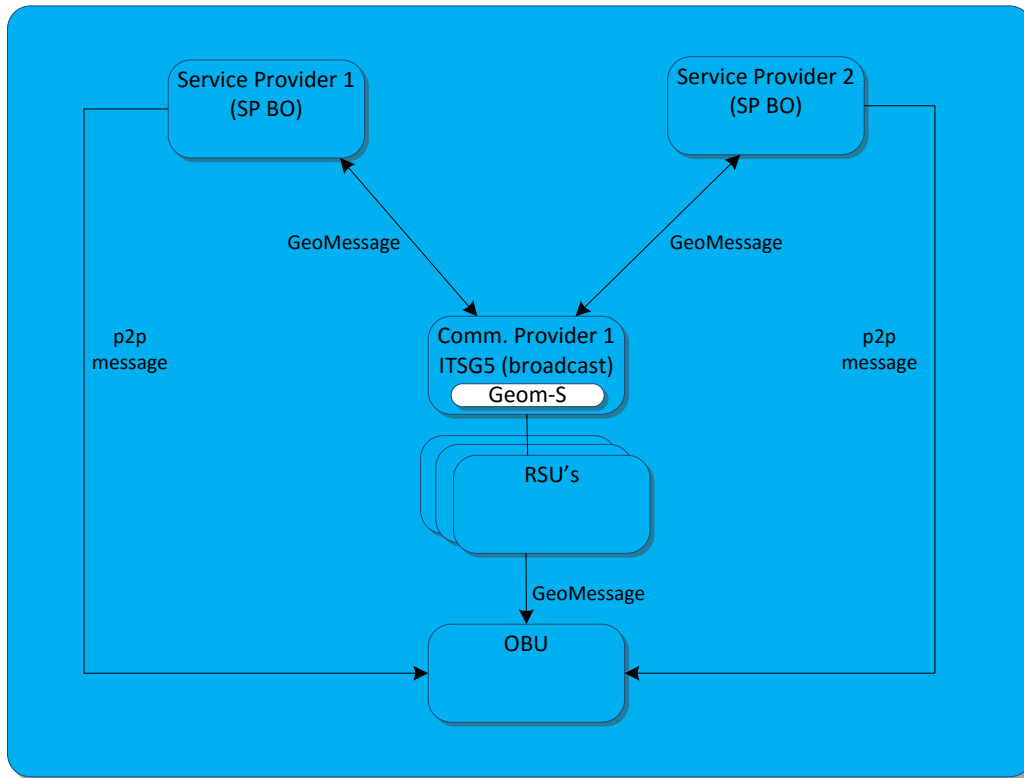 Service Provider 1
(SP BO)
Service Provider 2
(SP BO)
GeoMessage
GeoMessage
p2p
message
Comm. Provider 1
ITSG5 (broadcast)
Geom-S
p2p
message
RSU's
GeoMessage
OBU